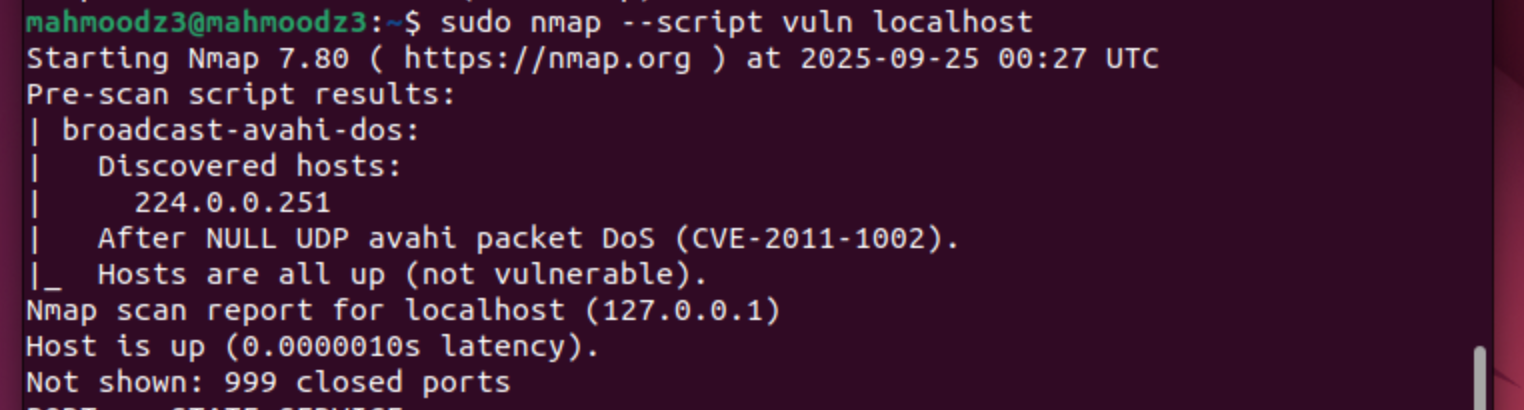 mahmoodz3@mahmoodz3:~$ sudo nmap --script vuln localhost
Starting Nmap 7.80 ( https://nmap.org ) at 2025-09-25 00:27 UTC
Pre-scan script results:
| broadcast-avahi-dos:
|   Discovered hosts:
|     224.0.0.251
|   After NULL UDP avahi packet DoS (CVE-2011-1002).
|_  Hosts are all up (not vulnerable).
Nmap scan report for localhost (127.0.0.1)
Host is up (0.0000010s latency).
Not shown: 999 closed ports